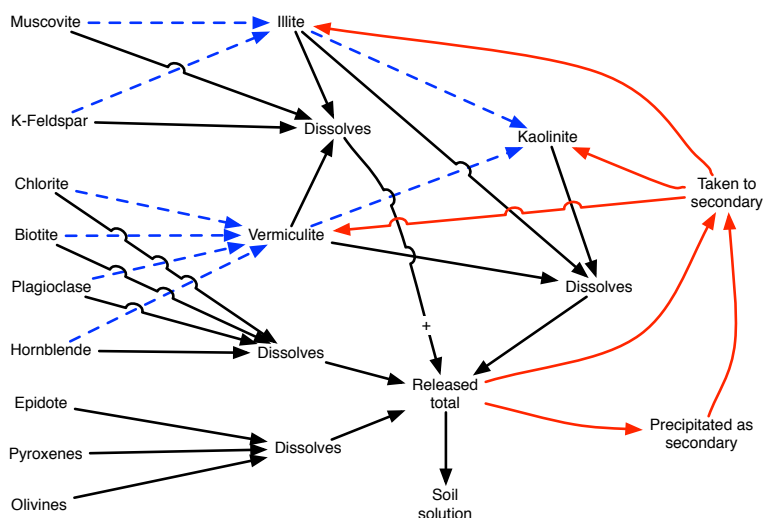 Muscovite
Illite
K-Feldspar
Dissolves
Kaolinite
Chlorite
Taken to
secondary
Biotite
Vermiculite
Plagioclase
Dissolves
+
Hornblende
Dissolves
Released
total
Epidote
Precipitated as
secondary
Pyroxenes
Dissolves
Olivines
Soil
solution